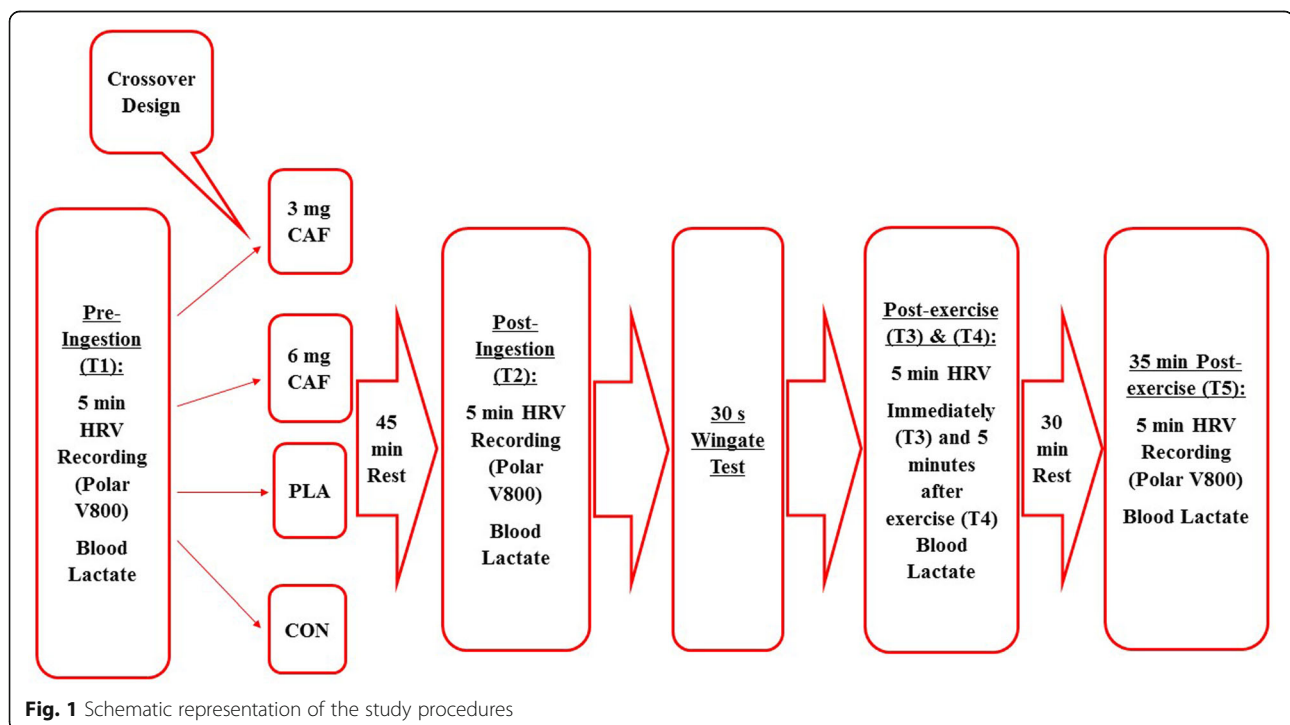 Crossover
Design
Pre-
Ingestion
(T1):
5 min
HRV
Recording
(Polar
V800)
Blood
Lactate
3 mg
CAF
6 mg
CAF
PLA
CON
45
min
Rest
Post-
Ingestion
(T2):
5 min HRV
Recording
(Polar
V800)
Blood
Lactate
30 s
Wingate
Test
Post-exercise
(T3) & (T4):
5 min HRV
Immediately
(T3) and 5
minutes
after
exercise (T4)
Blood
Lactate
30
min
Rest
35 min Post-
exercise (T5):
5 min HRV
Recording
(Polar V800)
Blood Lactate
Fig. 1 Schematic representation of the study procedures